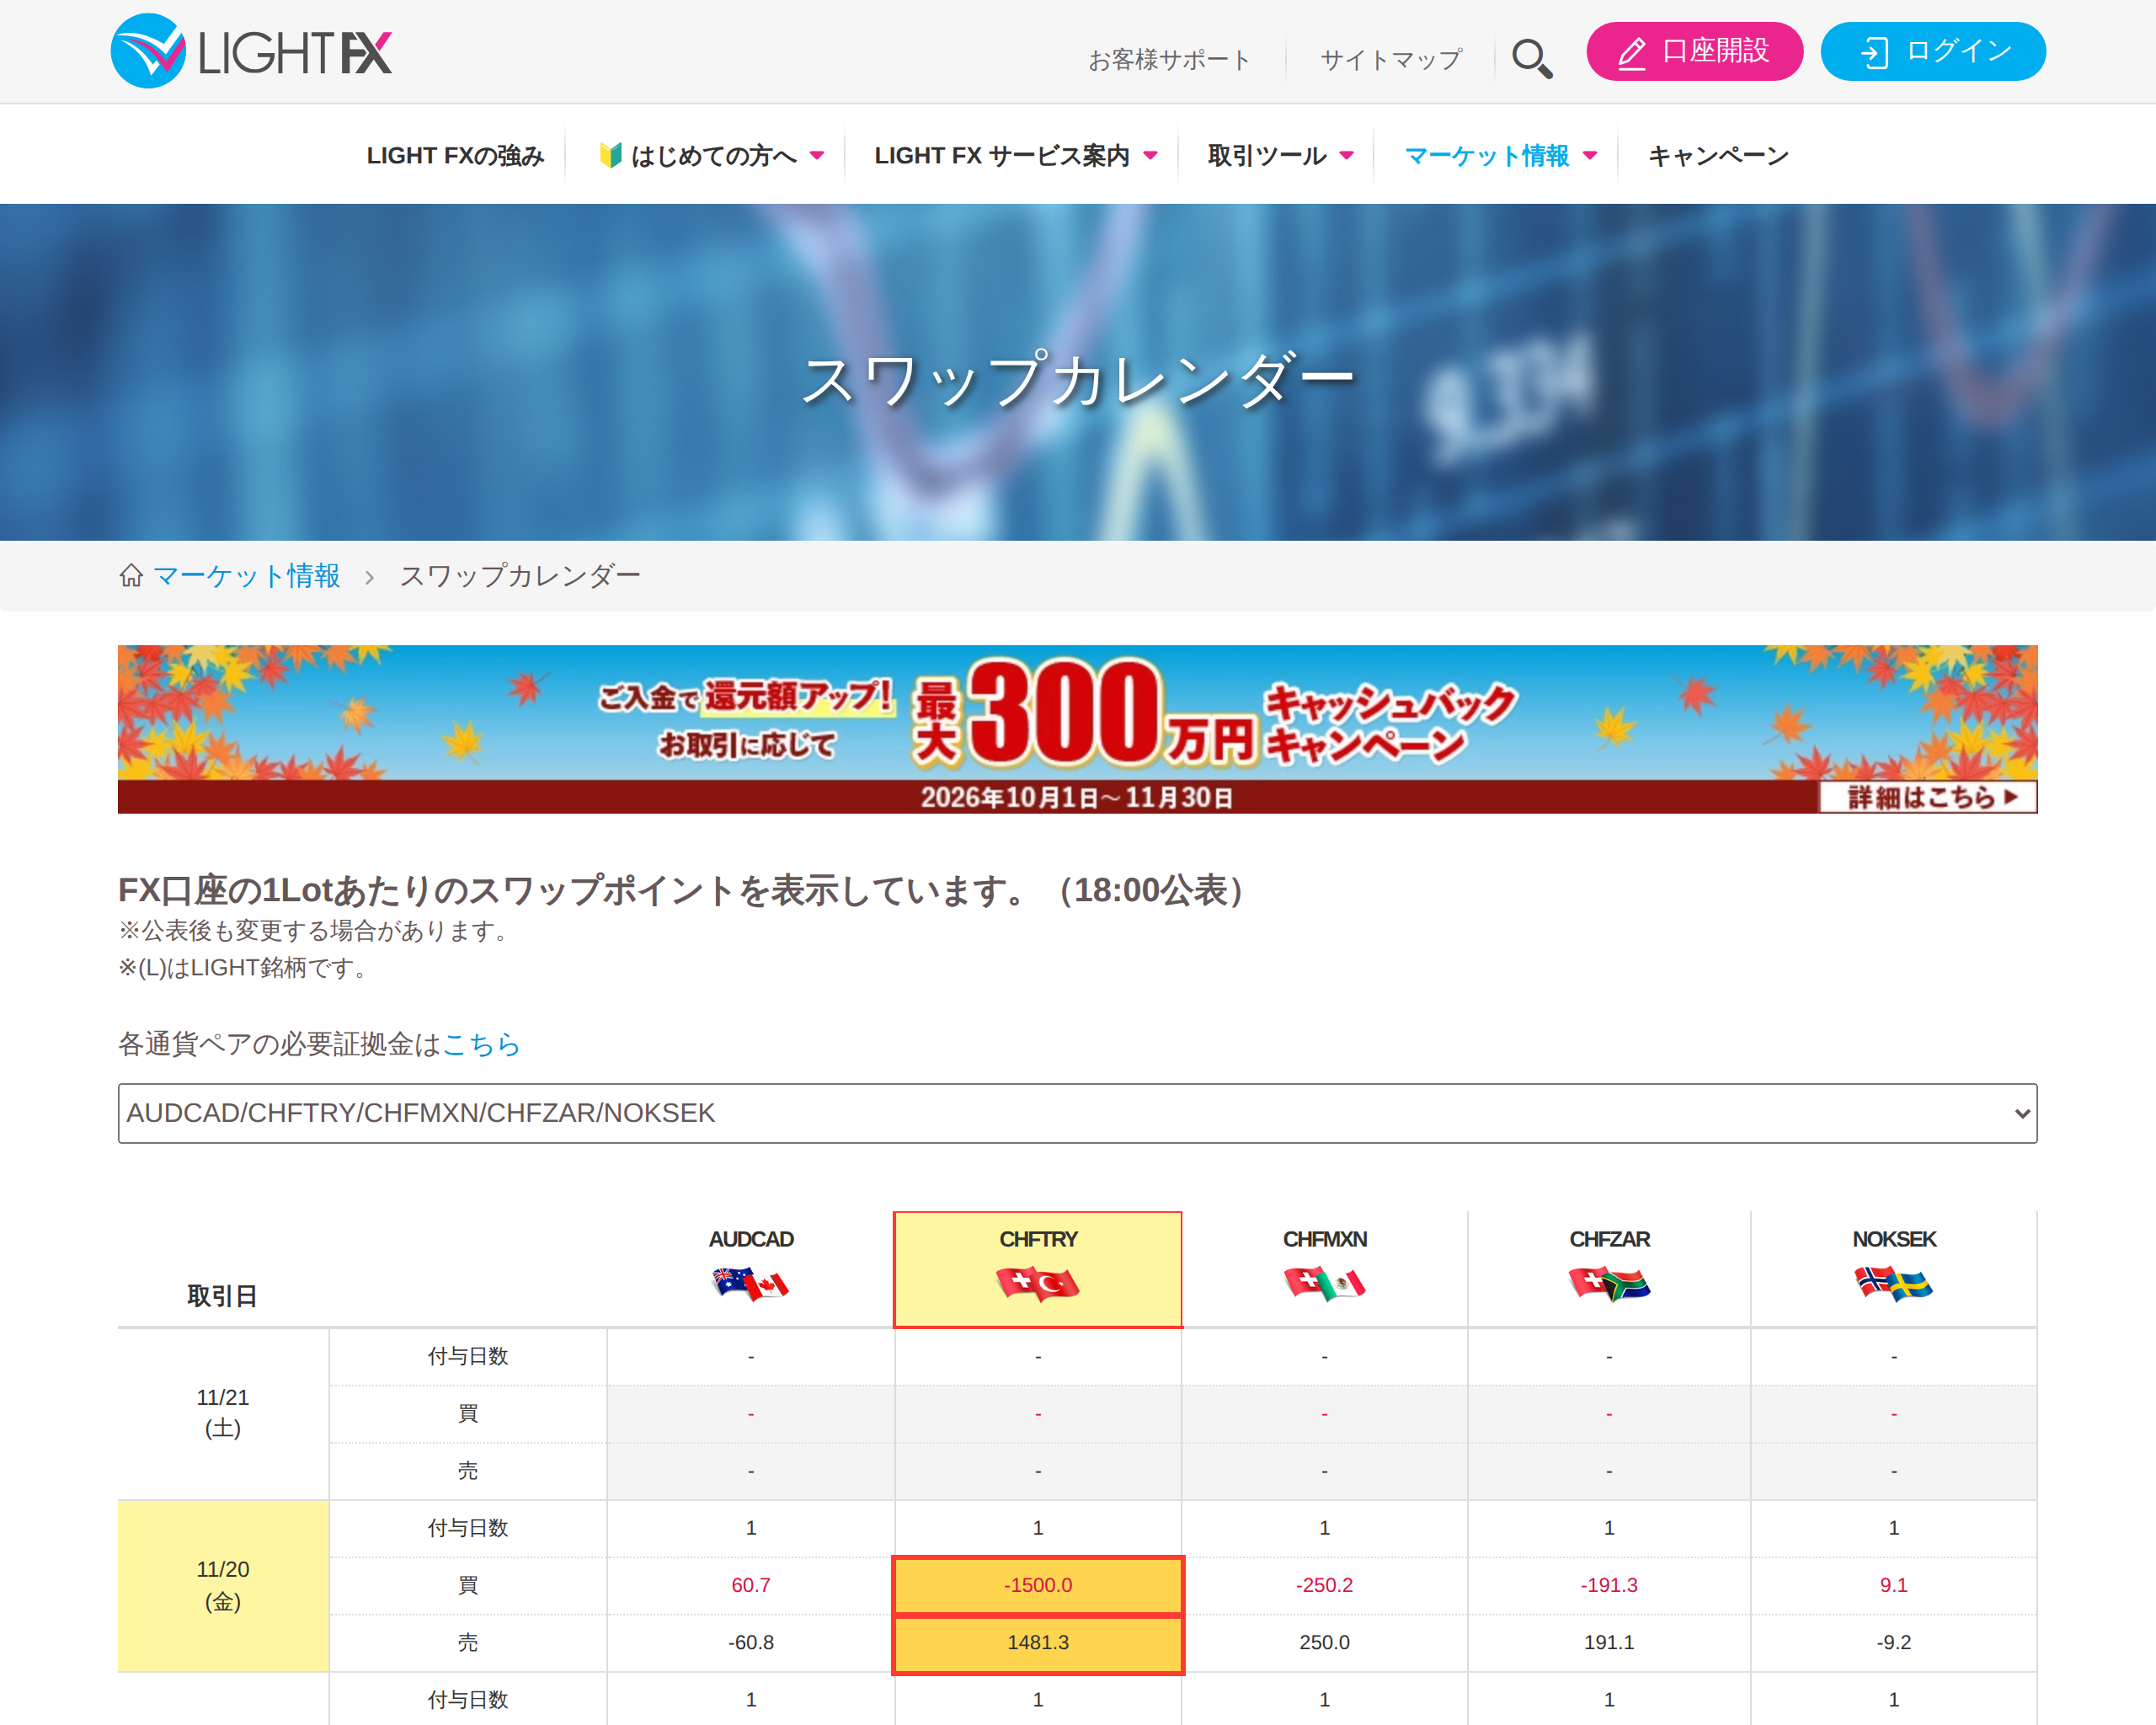 LIGHT FX
お客様サポート
サイトマップ
口座開設
ログイン
LIGHT FXの強み
はじめての方へ
LIGHT FX サービス案内
取引ツール
マーケット情報
キャンペーン
スワップカレンダー
マーケット情報 › スワップカレンダー
ご入金で還元額アップ!
お取引に応じて
最大300万円
キャッシュバック
キャンペーン
2026年10月1日～11月30日
詳細はこちら▶
FX口座の1Lotあたりのスワップポイントを表示しています。（18:00公表）
※公表後も変更する場合があります。
※(L)はLIGHT銘柄です。
各通貨ペアの必要証拠金はこちら
AUDCAD/CHFTRY/CHFMXN/CHFZAR/NOKSEK
取引日 AUDCAD CHFTRY CHFMXN CHFZAR NOKSEK
11/21
(土)
付与日数 - - - - -
買 - - - - -
売 - - - - -
11/20
(金)
付与日数 1 1 1 1 1
買 60.7 -1500.0 -250.2 -191.3 9.1
売 -60.8 1481.3 250.0 191.1 -9.2
付与日数 1 1 1 1 1